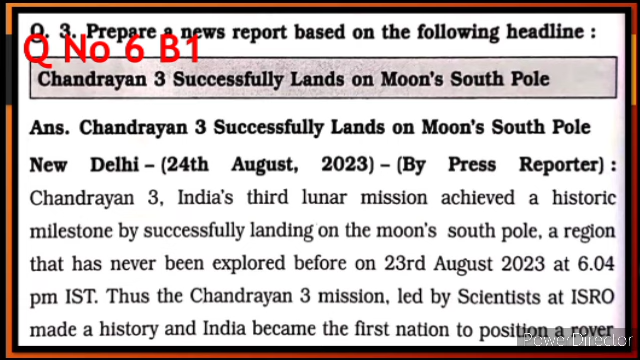 Q. 3. Prepare a news report based on the following headline :
Q No 6 B1
Chandrayan 3 Successfully Lands on Moon's South Pole
Ans. Chandrayan 3 Successfully Lands on Moon's South Pole
New Delhi – (24th August, 2023) – (By Press Reporter) :
Chandrayan 3, India's third lunar mission achieved a historic
milestone by successfully landing on the moon's south pole, a region
that has never been explored before on 23rd August 2023 at 6.04
pm IST. Thus the Chandrayan 3 mission, led by Scientists at ISRO
made a history and India became the first nation to position a rover
PowerDirector